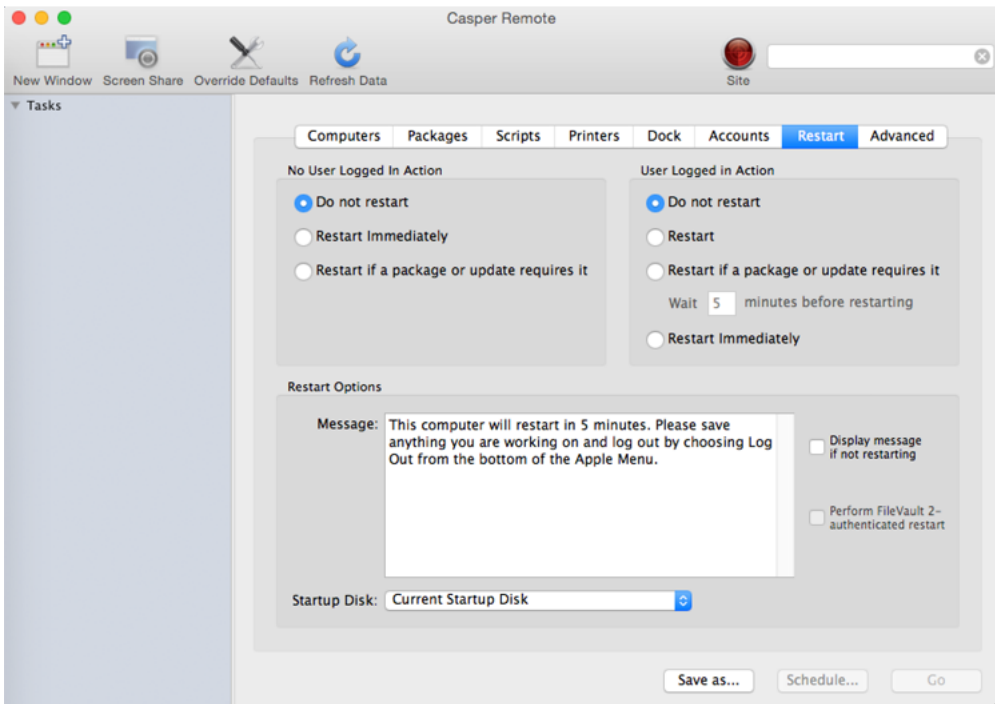 Casper Remote
New Window Screen Share Override Defaults Refresh Data Site
Tasks
Computers Packages Scripts Printers Dock Accounts Restart Advanced
No User Logged In Action
Do not restart
Restart Immediately
Restart if a package or update requires it
User Logged in Action
Do not restart
Restart
Restart if a package or update requires it
Wait 5 minutes before restarting
Restart Immediately
Restart Options
Message: This computer will restart in 5 minutes. Please save
anything you are working on and log out by choosing Log
Out from the bottom of the Apple Menu.
Display message
if not restarting
Perform FileVault 2-
authenticated restart
Startup Disk: Current Startup Disk
Save as... Schedule... Go